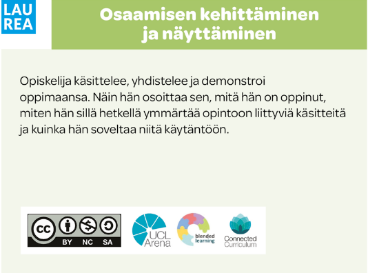 LAU
REA
Osaamisen kehittäminen
ja näyttäminen
Opiskelija käsittelee, yhdistelee ja demonstroi
oppimaansa. Näin hän osoittaa sen, mitä hän on oppinut,
miten hän sillä hetkellä ymmärtää opintoon liittyviä käsitteitä
ja kuinka hän soveltaa niitä käytäntöön.
cc BY NC SA
UCL
Arena
blended
learning
Connected
Curriculum